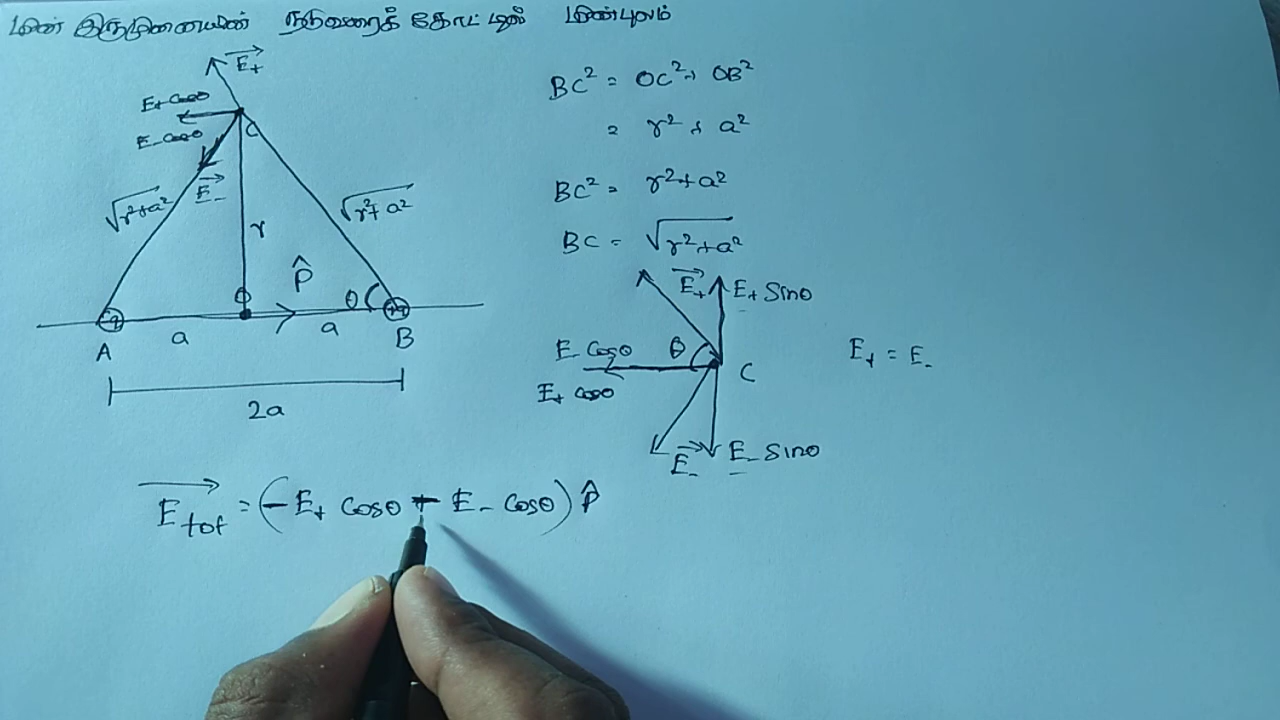 மின் இருமுனையின் நடுவரைக் கோட்டில் மின்புலம்
E₊
E₊ Cosθ
E₋ Cosθ
C
E₋
√r²+a²
√r²+a²
r
P̂
θ
a
a
A
B
2a
BC² = OC² + OB²
= r² + a²
BC² = r²+a²
BC = √r²+a²
E₊
E₊ Sinθ
E₋ Cosθ
θ
C
E₊ = E₋
E₊ Cosθ
E₋
E₋ Sinθ
E tot = (−E₊ Cosθ − E₋ Cosθ) P̂